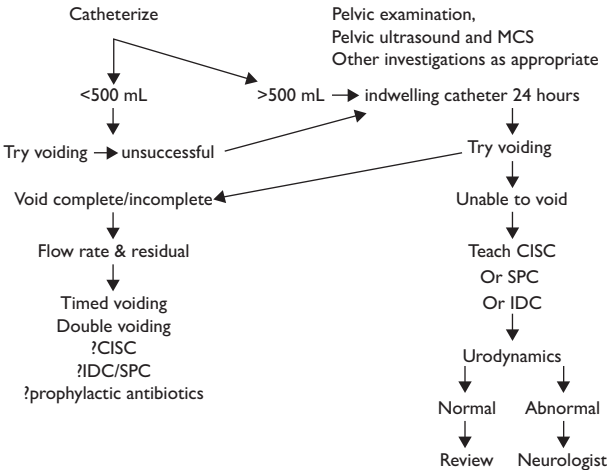 Catheterize
Pelvic examination,
Pelvic ultrasound and MCS
Other investigations as appropriate
<500 mL
>500 mL
indwelling catheter 24 hours
Try voiding
unsuccessful
Try voiding
Void complete/incomplete
Unable to void
Flow rate & residual
Teach CISC
Or SPC
Or IDC
Timed voiding
Double voiding
?CISC
?IDC/SPC
?prophylactic antibiotics
Urodynamics
Normal
Abnormal
Review
Neurologist